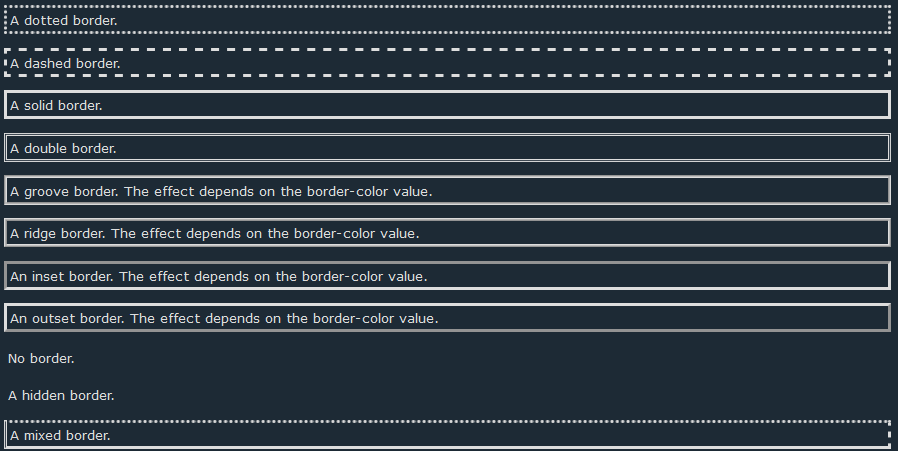 A dotted border.
A dashed border.
A solid border.
A double border.
A groove border. The effect depends on the border-color value.
A ridge border. The effect depends on the border-color value.
An inset border. The effect depends on the border-color value.
An outset border. The effect depends on the border-color value.
No border.
A hidden border.
A mixed border.